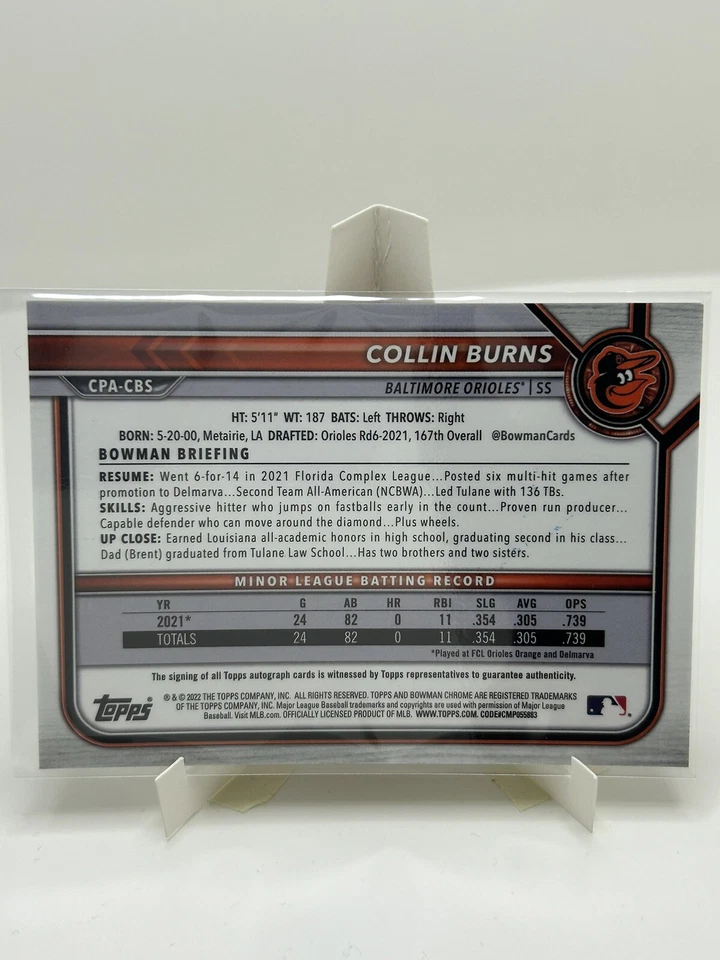 COLLIN BURNS
CPA-CBS
BALTIMORE ORIOLES® | SS
HT: 5'11" WT: 187 BATS: Left THROWS: Right
BORN: 5-20-00, Metairie, LA DRAFTED: Orioles Rd6-2021, 167th Overall @BowmanCards
BOWMAN BRIEFING
RESUME: Went 6-for-14 in 2021 Florida Complex League...Posted six multi-hit games after
promotion to Delmarva...Second Team All-American (NCBWA)...Led Tulane with 136 TBs.
SKILLS: Aggressive hitter who jumps on fastballs early in the count...Proven run producer...
Capable defender who can move around the diamond...Plus wheels.
UP CLOSE: Earned Louisiana all-academic honors in high school, graduating second in his class...
Dad (Brent) graduated from Tulane Law School...Has two brothers and two sisters.
MINOR LEAGUE BATTING RECORD
YR G AB HR RBI SLG AVG OPS
2021* 24 82 0 11 .354 .305 .739
TOTALS 24 82 0 11 .354 .305 .739
*Played at FCL Orioles Orange and Delmarva
The signing of all Topps autograph cards is witnessed by Topps representatives to guarantee authenticity.
Topps
® & © 2022 THE TOPPS COMPANY, INC. ALL RIGHTS RESERVED. TOPPS AND BOWMAN CHROME ARE REGISTERED TRADEMARKS
OF THE TOPPS COMPANY, INC. Major League Baseball trademarks and copyrights are used with permission of Major League
Baseball. Visit MLB.com. OFFICIALLY LICENSED PRODUCT OF MLB. WWW.TOPPS.COM. CODE#CMP055883